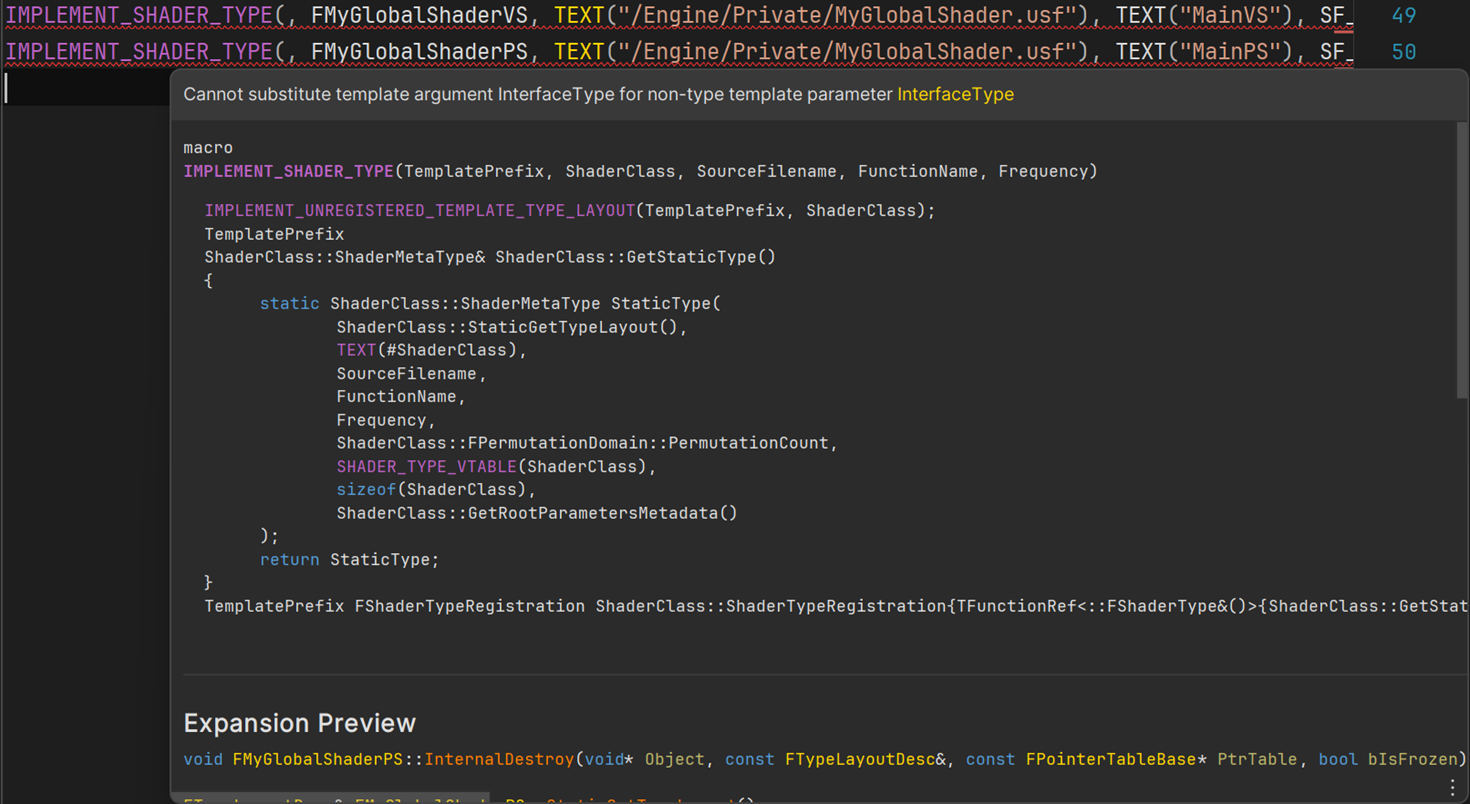 IMPLEMENT_SHADER_TYPE(, FMyGlobalShaderVS, TEXT("/Engine/Private/MyGlobalShader.usf"), TEXT("MainVS"), SF_ 49
IMPLEMENT_SHADER_TYPE(, FMyGlobalShaderPS, TEXT("/Engine/Private/MyGlobalShader.usf"), TEXT("MainPS"), SF_ 50
Cannot substitute template argument InterfaceType for non-type template parameter InterfaceType
macro
IMPLEMENT_SHADER_TYPE(TemplatePrefix, ShaderClass, SourceFilename, FunctionName, Frequency)
IMPLEMENT_UNREGISTERED_TEMPLATE_TYPE_LAYOUT(TemplatePrefix, ShaderClass);
TemplatePrefix
ShaderClass::ShaderMetaType& ShaderClass::GetStaticType()
{
static ShaderClass::ShaderMetaType StaticType(
ShaderClass::StaticGetTypeLayout(),
TEXT(#ShaderClass),
SourceFilename,
FunctionName,
Frequency,
ShaderClass::FPermutationDomain::PermutationCount,
SHADER_TYPE_VTABLE(ShaderClass),
sizeof(ShaderClass),
ShaderClass::GetRootParametersMetadata()
);
return StaticType;
}
TemplatePrefix FShaderTypeRegistration ShaderClass::ShaderTypeRegistration{TFunctionRef<::FShaderType&()>{ShaderClass::GetStat
Expansion Preview
void FMyGlobalShaderPS::InternalDestroy(void* Object, const FTypeLayoutDesc&, const FPointerTableBase* PtrTable, bool bIsFrozen)